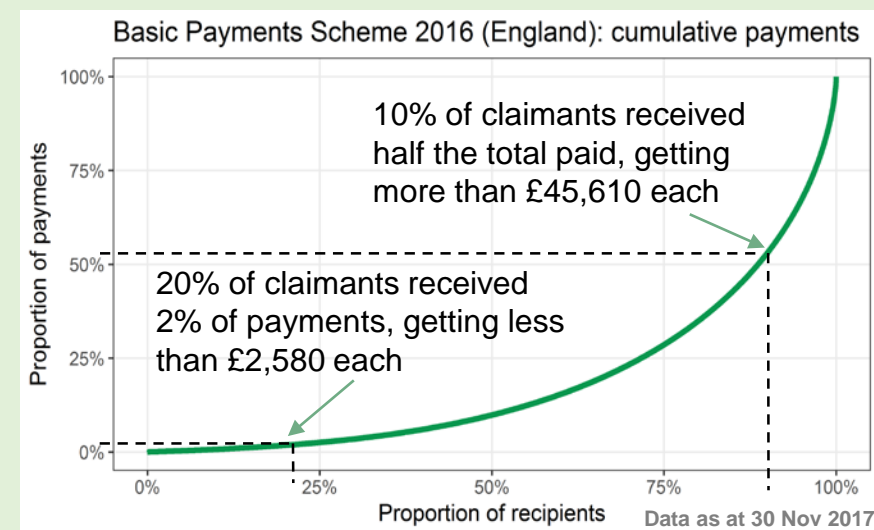 Basic Payments Scheme 2016 (England): cumulative payments
Proportion of payments
100%
75%
50%
25%
0%
10% of claimants received
half the total paid, getting
more than £45,610 each
20% of claimants received
2% of payments, getting less
than £2,580 each
0%
25%
50%
75%
100%
Proportion of recipients
Data as at 30 Nov 2017